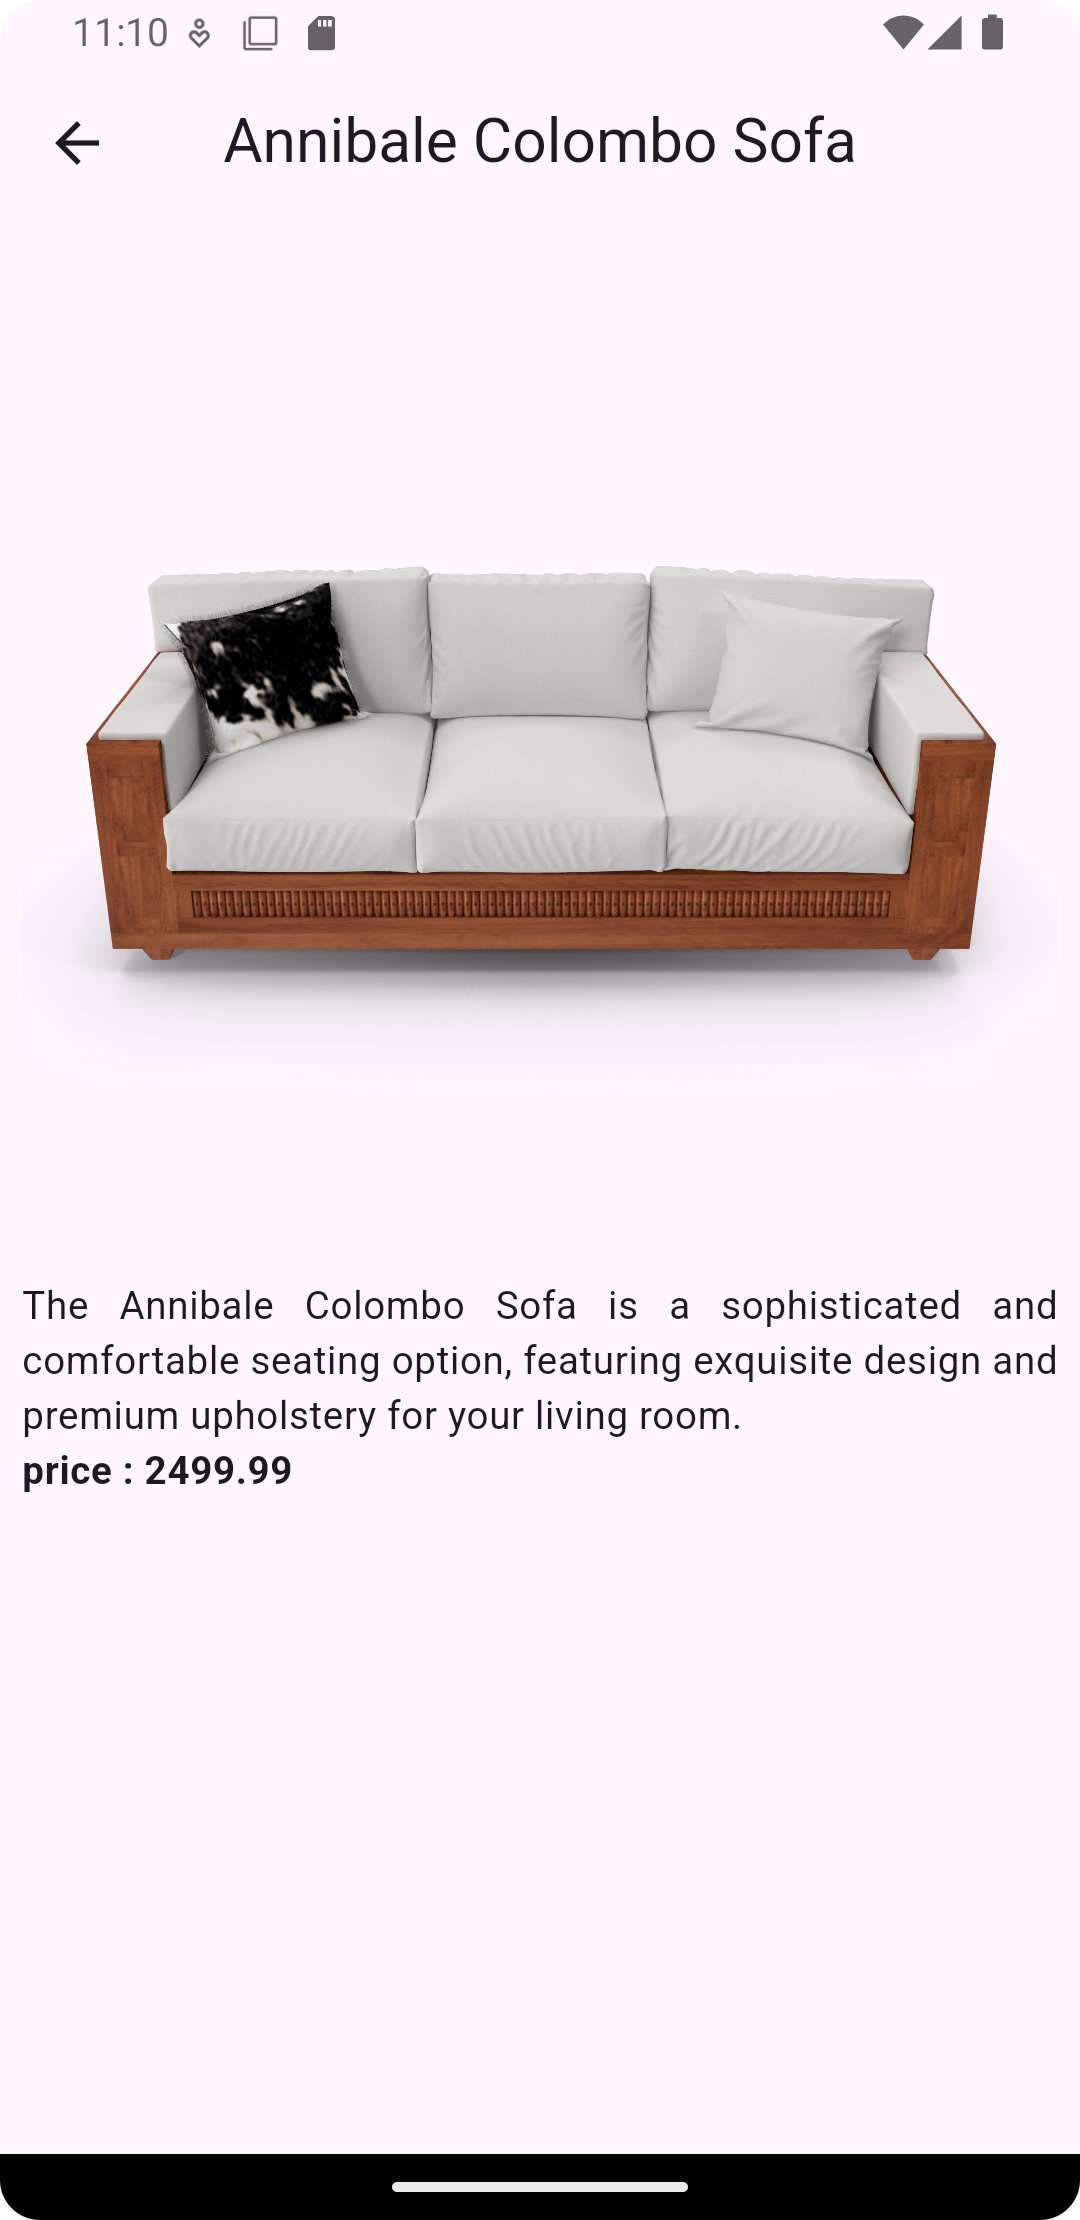 11:10
Annibale Colombo Sofa
The Annibale Colombo Sofa is a sophisticated and
comfortable seating option, featuring exquisite design and
premium upholstery for your living room.
price : 2499.99